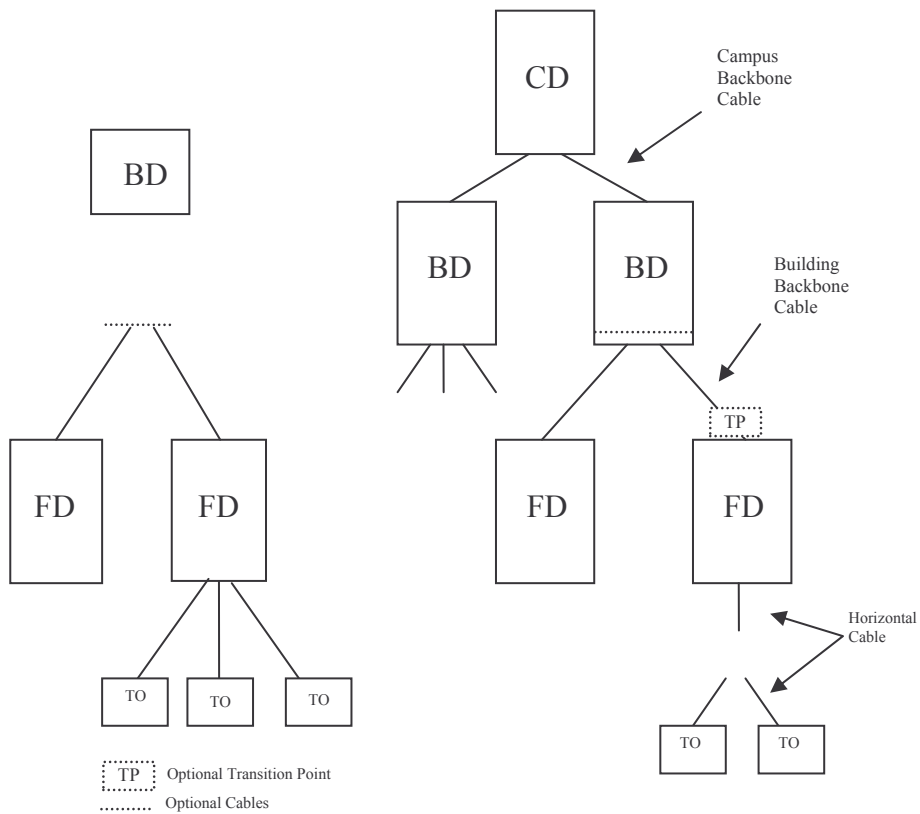 CD
Campus
Backbone
Cable
BD
BD
BD
Building
Backbone
Cable
TP
FD
FD
FD
FD
Horizontal
Cable
TO
TO
TO
TO
TO
TP Optional Transition Point
Optional Cables